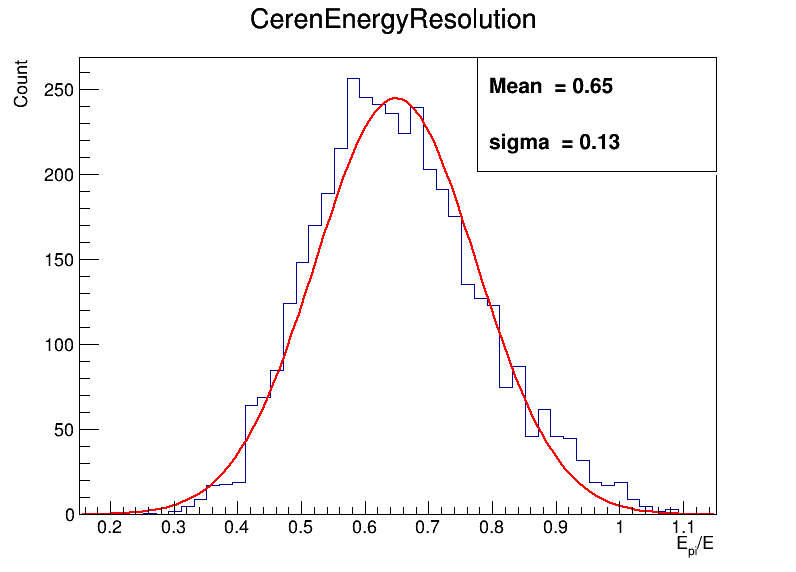 CerenEnergyResolution
Count
Mean = 0.65
sigma = 0.13
250
200
150
100
50
0
0.2 0.3 0.4 0.5 0.6 0.7 0.8 0.9 1 1.1
E_pi/E